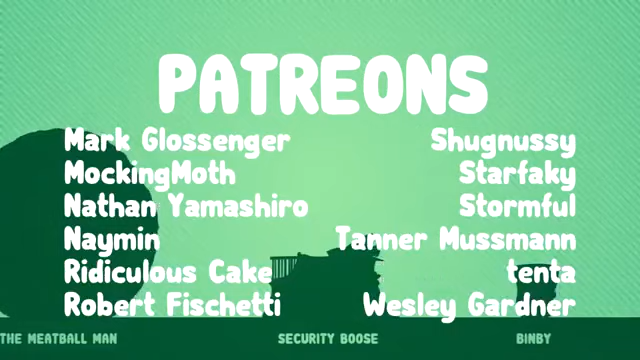 PATREONS
Mark Glossenger
Shugnussy
MockingMoth
Starfaky
Nathan Yamashiro
Stormful
Naymin
Tanner Mussmann
Ridiculous Cake
tenta
Robert Fischetti
Wesley Gardner
THE MEATBALL MAN
SECURITY BOOSE
BINBY